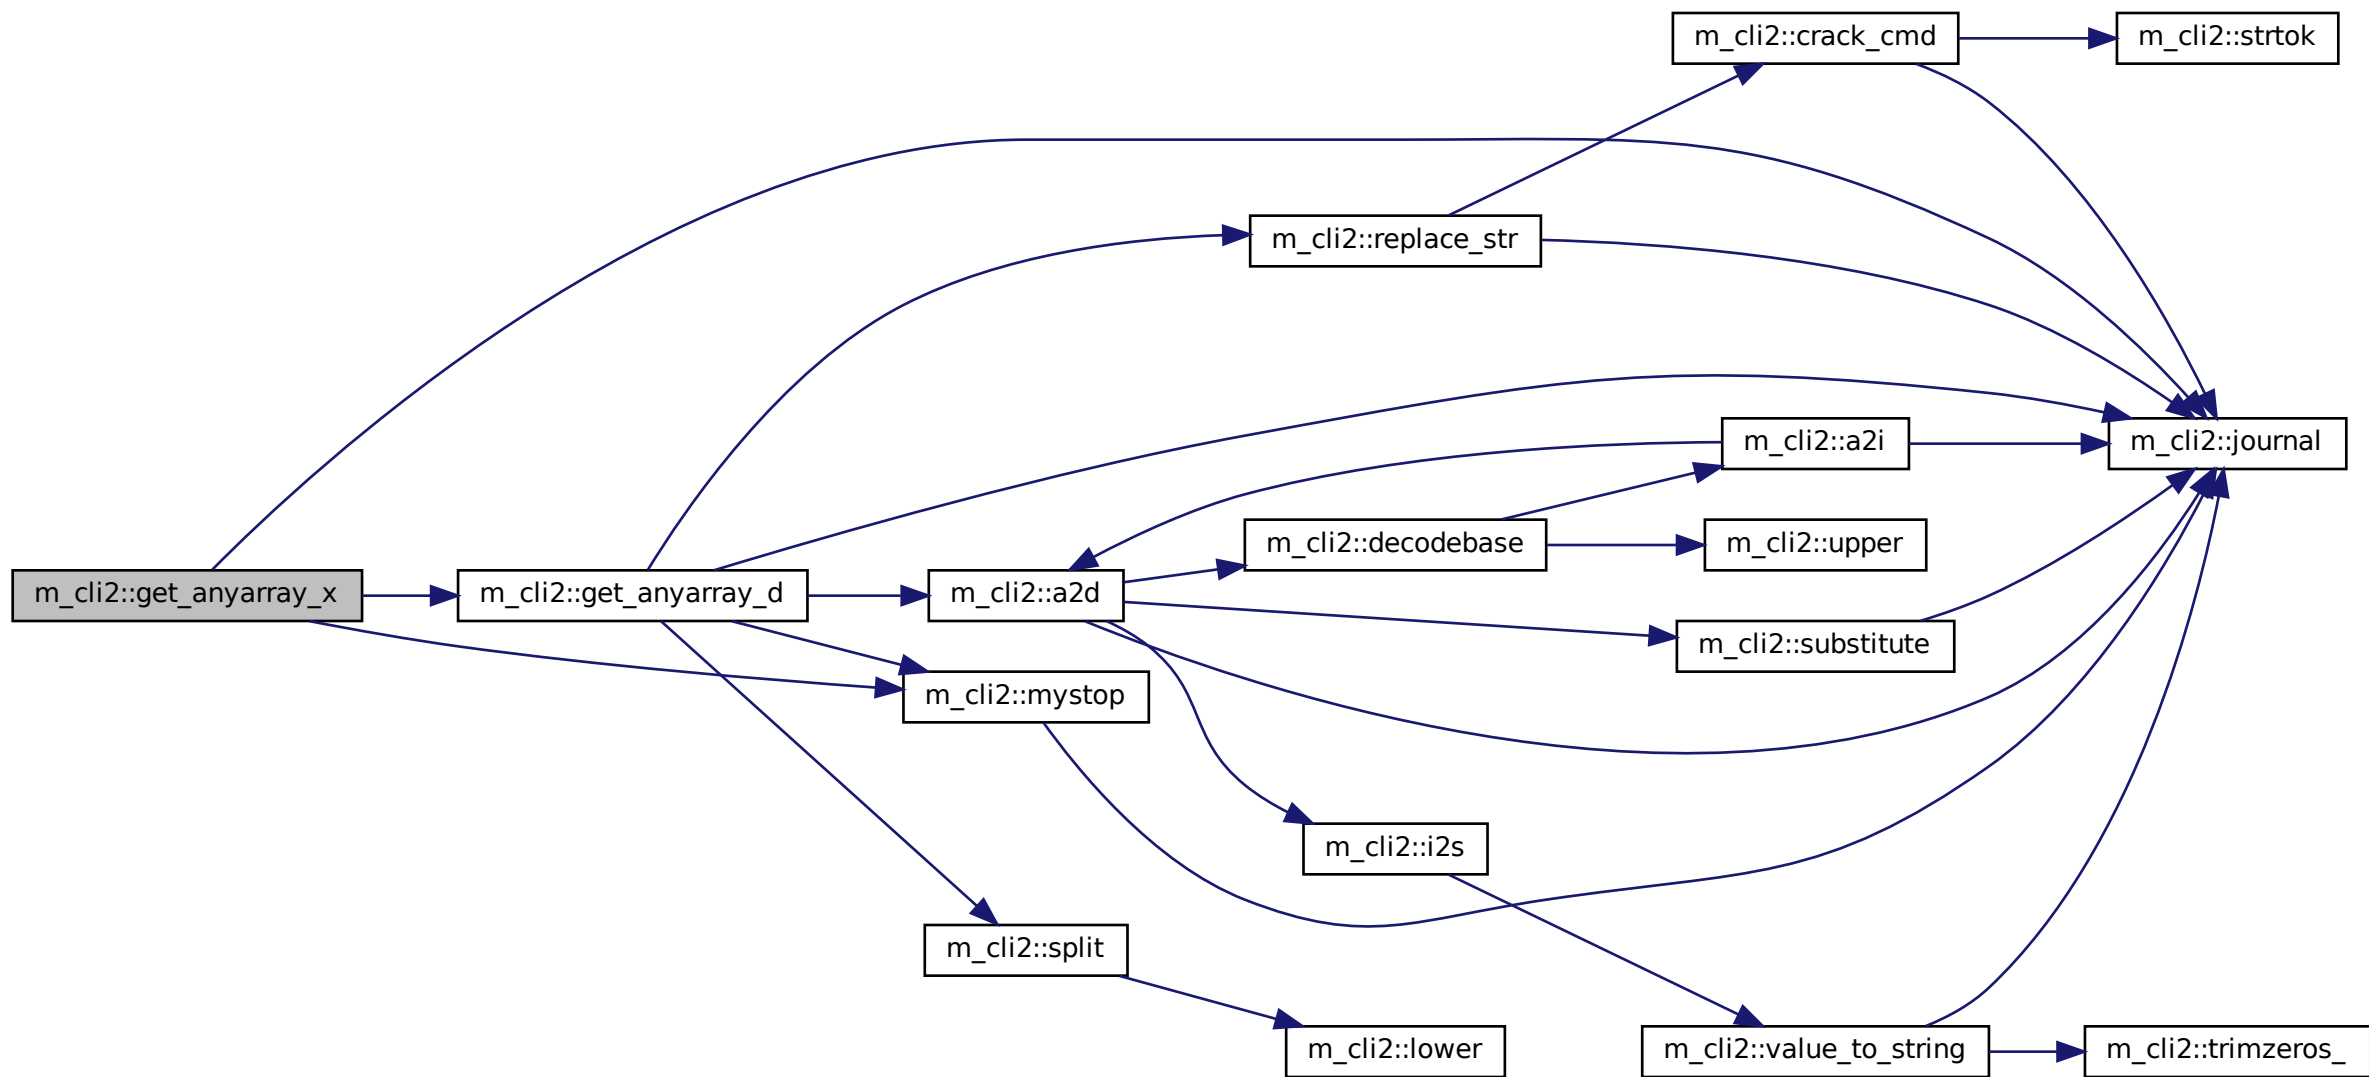 m_cli2::crack_cmd
m_cli2::strtok
m_cli2::replace_str
m_cli2::a2i
m_cli2::journal
m_cli2::decodebase
m_cli2::upper
m_cli2::get_anyarray_x
m_cli2::get_anyarray_d
m_cli2::a2d
m_cli2::substitute
m_cli2::mystop
m_cli2::i2s
m_cli2::split
m_cli2::lower
m_cli2::value_to_string
m_cli2::trimzeros_